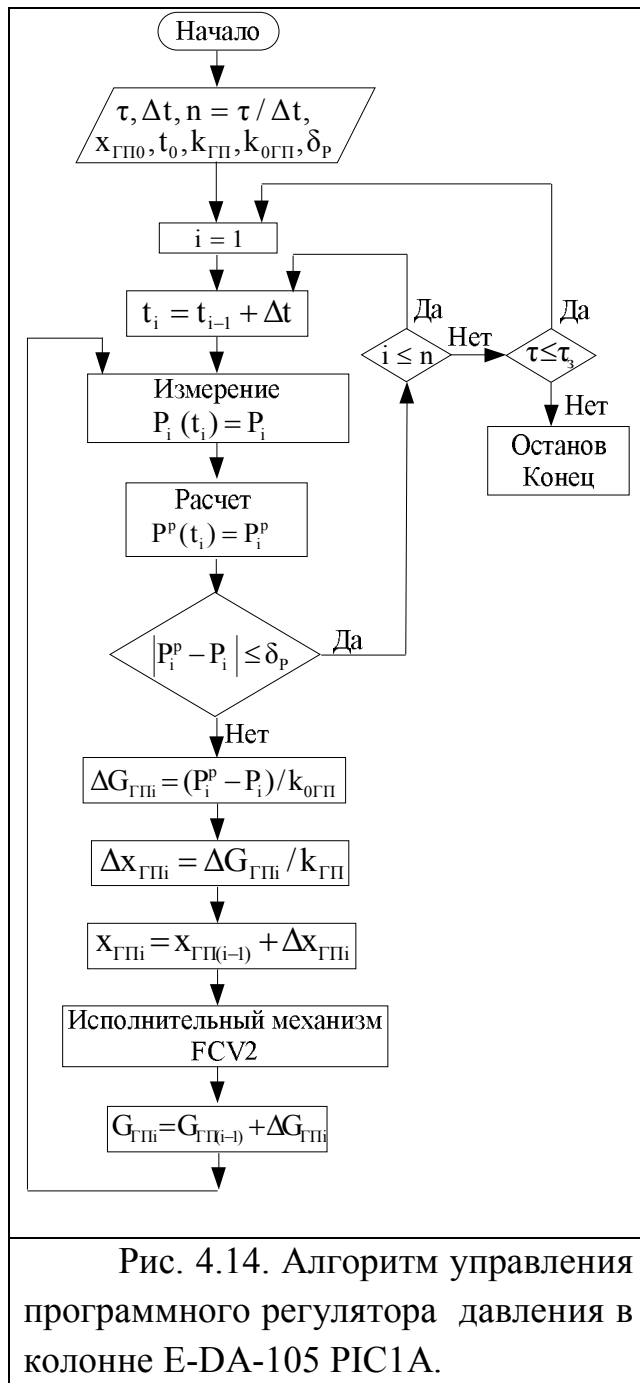 Начало
τ, Δt, n = τ / Δt,
x_ГП0, t_0, k_ГП, k_0ГП, δ_P
i = 1
t_i = t_{i−1} + Δt
Да
Да
i ≤ n
Нет
τ≤τ_з
Нет
Измерение
P_i (t_i) = P_i
Останов
Конец
Расчет
P^p(t_i) = P_i^p
|P_i^p − P_i| ≤ δ_P
Да
Нет
ΔG_ГПi = (P_i^p − P_i) / k_0ГП
Δx_ГПi = ΔG_ГПi / k_ГП
x_ГПi = x_ГП(i−1) + Δx_ГПi
Исполнительный механизм
FCV2
G_ГПi = G_ГП(i−1) + ΔG_ГПi
Рис. 4.14. Алгоритм управления
программного регулятора давления в
колонне E-DA-105 PIC1A.